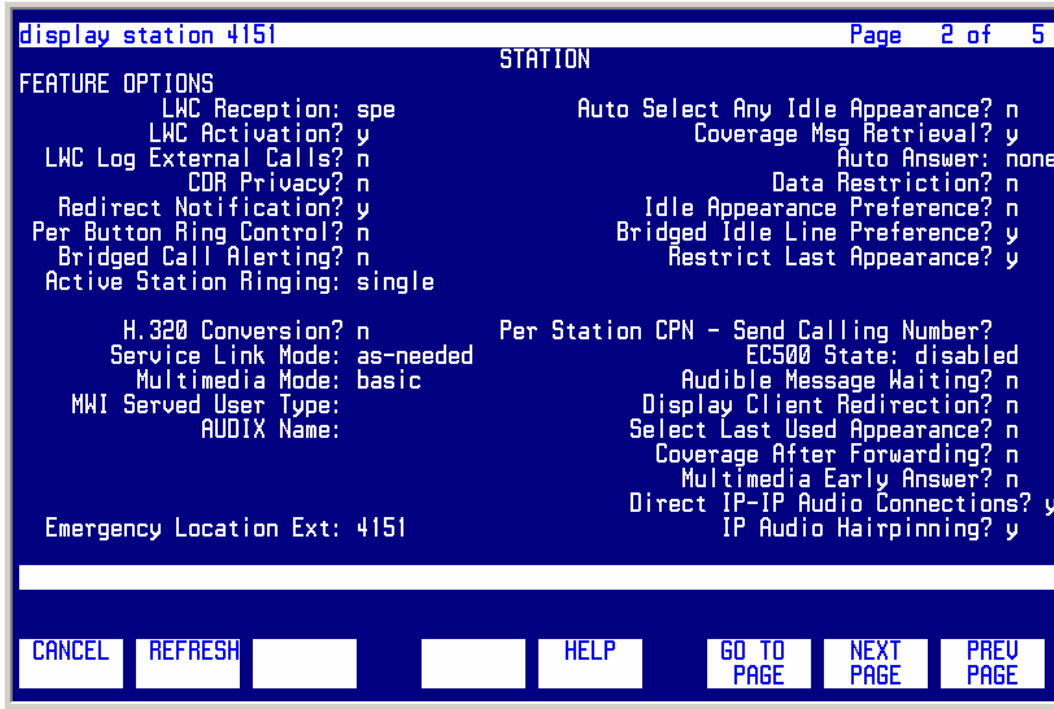 display station 4151 Page 2 of 5
STATION
FEATURE OPTIONS
LWC Reception: spe Auto Select Any Idle Appearance? n
LWC Activation? y Coverage Msg Retrieval? y
LWC Log External Calls? n Auto Answer: none
CDR Privacy? n Data Restriction? n
Redirect Notification? y Idle Appearance Preference? n
Per Button Ring Control? n Bridged Idle Line Preference? y
Bridged Call Alerting? n Restrict Last Appearance? y
Active Station Ringing: single
H.320 Conversion? n Per Station CPN - Send Calling Number?
Service Link Mode: as-needed EC500 State: disabled
Multimedia Mode: basic Audible Message Waiting? n
MWI Served User Type: Display Client Redirection? n
AUDIX Name: Select Last Used Appearance? n
Coverage After Forwarding? n
Multimedia Early Answer? n
Direct IP-IP Audio Connections? y
Emergency Location Ext: 4151 IP Audio Hairpinning? y
CANCEL REFRESH HELP GO TO PAGE NEXT PAGE PREV PAGE